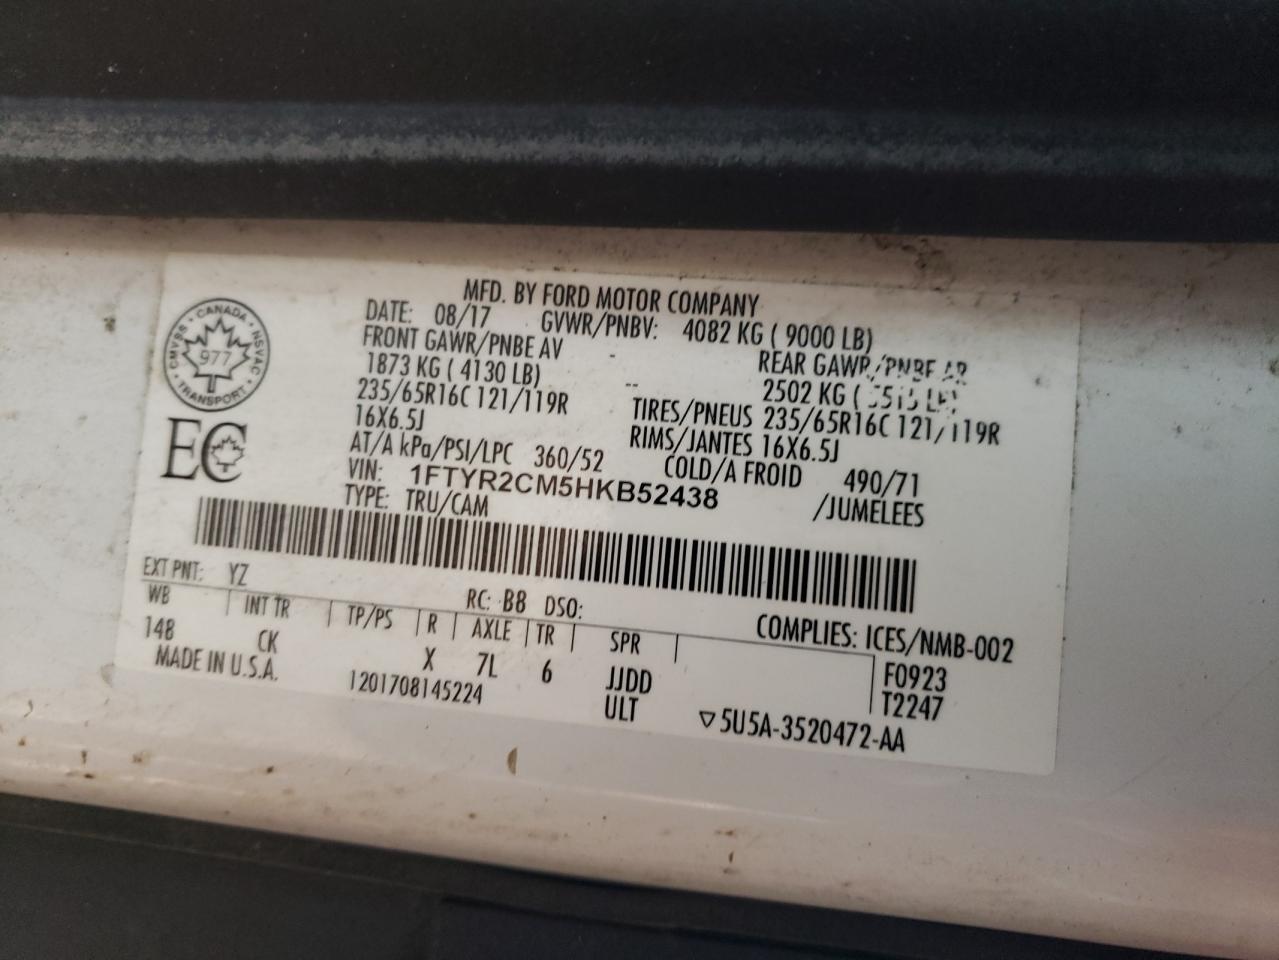 CANADA
CMVSS
NSVAC
977
TRANSPORT
EC
MFD. BY FORD MOTOR COMPANY
DATE: 08/17 GVWR/PNBV: 4082 KG ( 9000 LB)
FRONT GAWR/PNBE AV - REAR GAWR/PNBE AR
1873 KG ( 4130 LB) -- 2502 KG (
235/65R16C 121/119R TIRES/PNEUS 235/65R16C 121/119R
16X6.5J RIMS/JANTES 16X6.5J
AT/A kPa/PSI/LPC 360/52 COLD/A FROID 490/71
VIN: 1FTYR2CM5HKB52438 /JUMELEES
TYPE: TRU/CAM
EXT PNT: YZ RC: B8 DSO: COMPLIES: ICES/NMB-002
WB | INT TR | TP/PS | R | AXLE | TR | SPR | F0923
148 CK X 7L 6 JJDD T2247
MADE IN U.S.A. 1201708145224 ULT ▽5U5A-3520472-AA